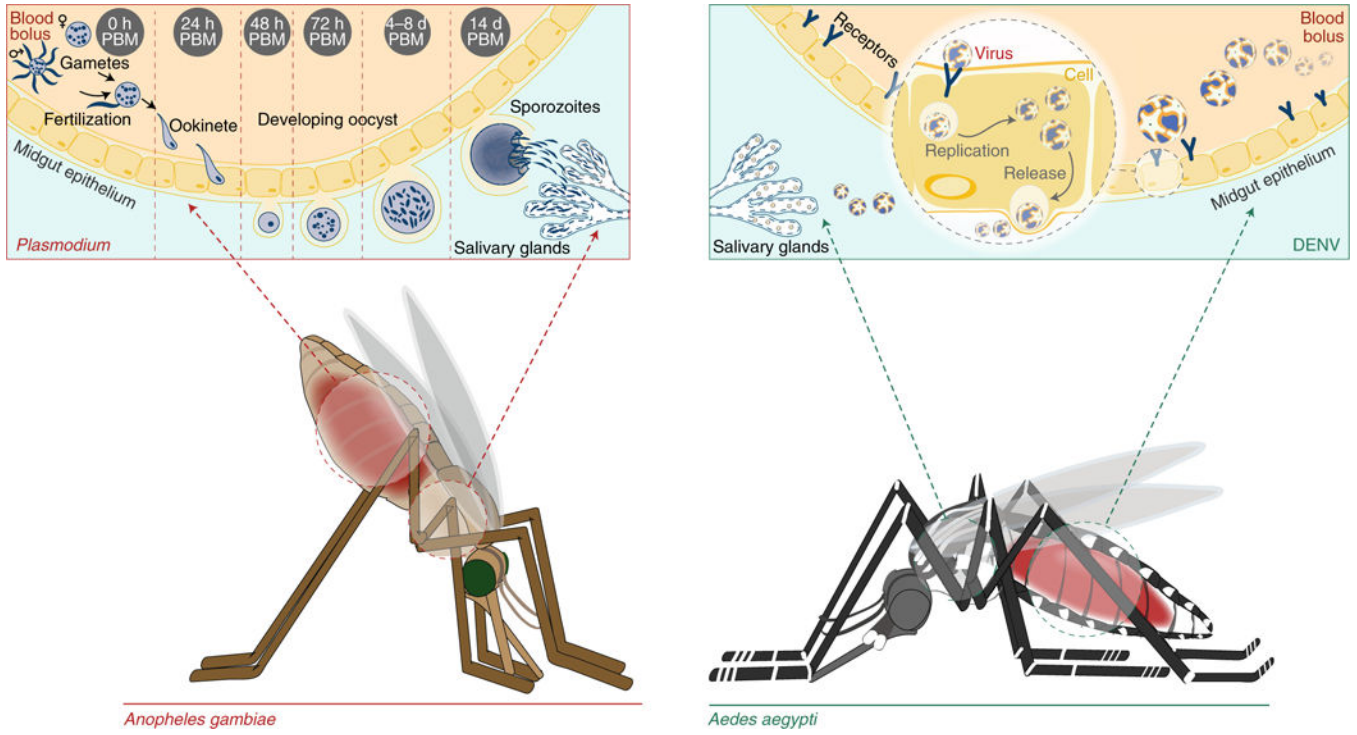 Blood
bolus
♀
♂
0 h
PBM
24 h
PBM
48 h
PBM
72 h
PBM
4–8 d
PBM
14 d
PBM
Gametes
Fertilization
Ookinete
Developing oocyst
Sporozoites
Midgut epithelium
Plasmodium
Salivary glands
Receptors
Virus
Cell
Blood
bolus
Replication
Release
Midgut epithelium
Salivary glands
DENV
Anopheles gambiae
Aedes aegypti